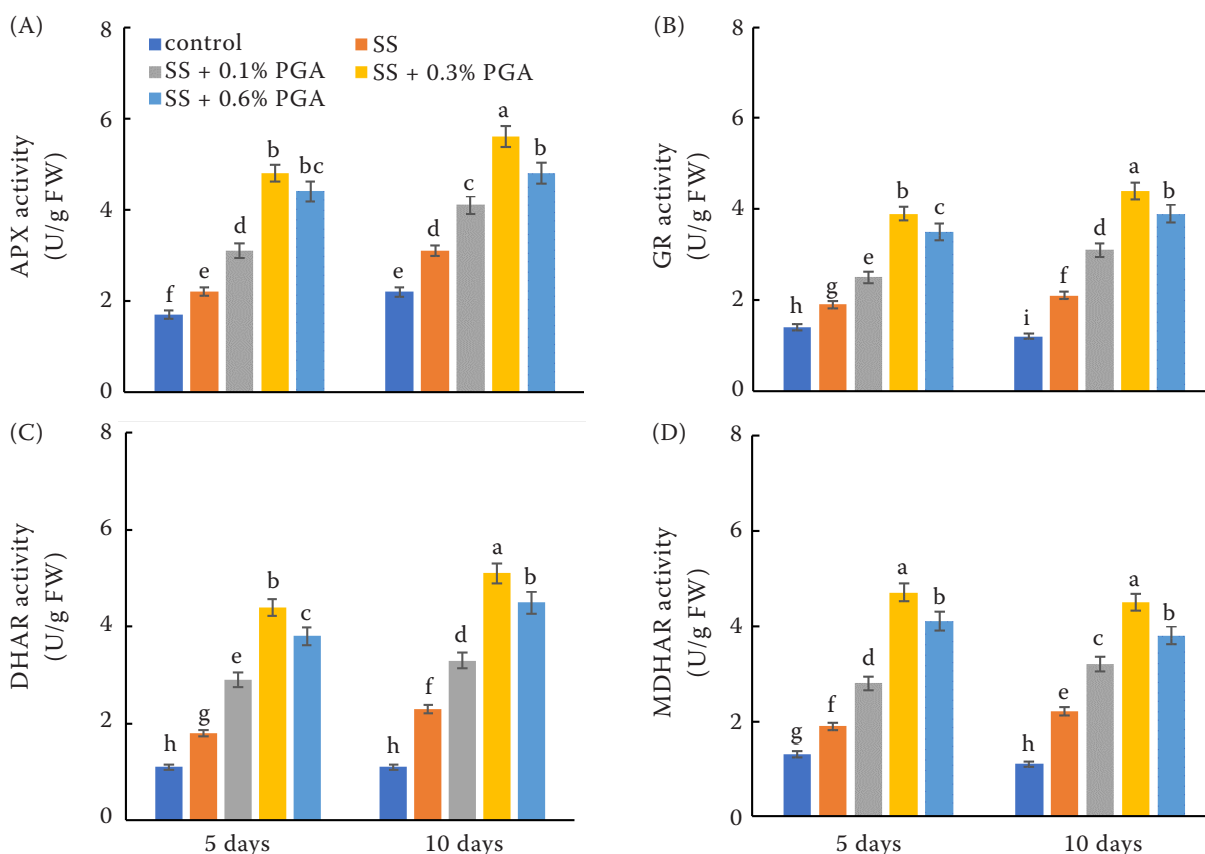 (A)
8
6
4
2
0
APX activity
(U/g FW)
control
SS
SS + 0.1% PGA
SS + 0.3% PGA
SS + 0.6% PGA
f
e
d
b
bc
e
d
c
a
b
(B)
8
6
4
2
0
GR activity
(U/g FW)
h
g
e
b
c
i
f
d
a
b
(C)
8
6
4
2
0
DHAR activity
(U/g FW)
h
g
e
b
c
h
f
d
a
b
5 days
10 days
(D)
8
6
4
2
0
MDHAR activity
(U/g FW)
g
f
d
a
b
h
e
c
a
b
5 days
10 days